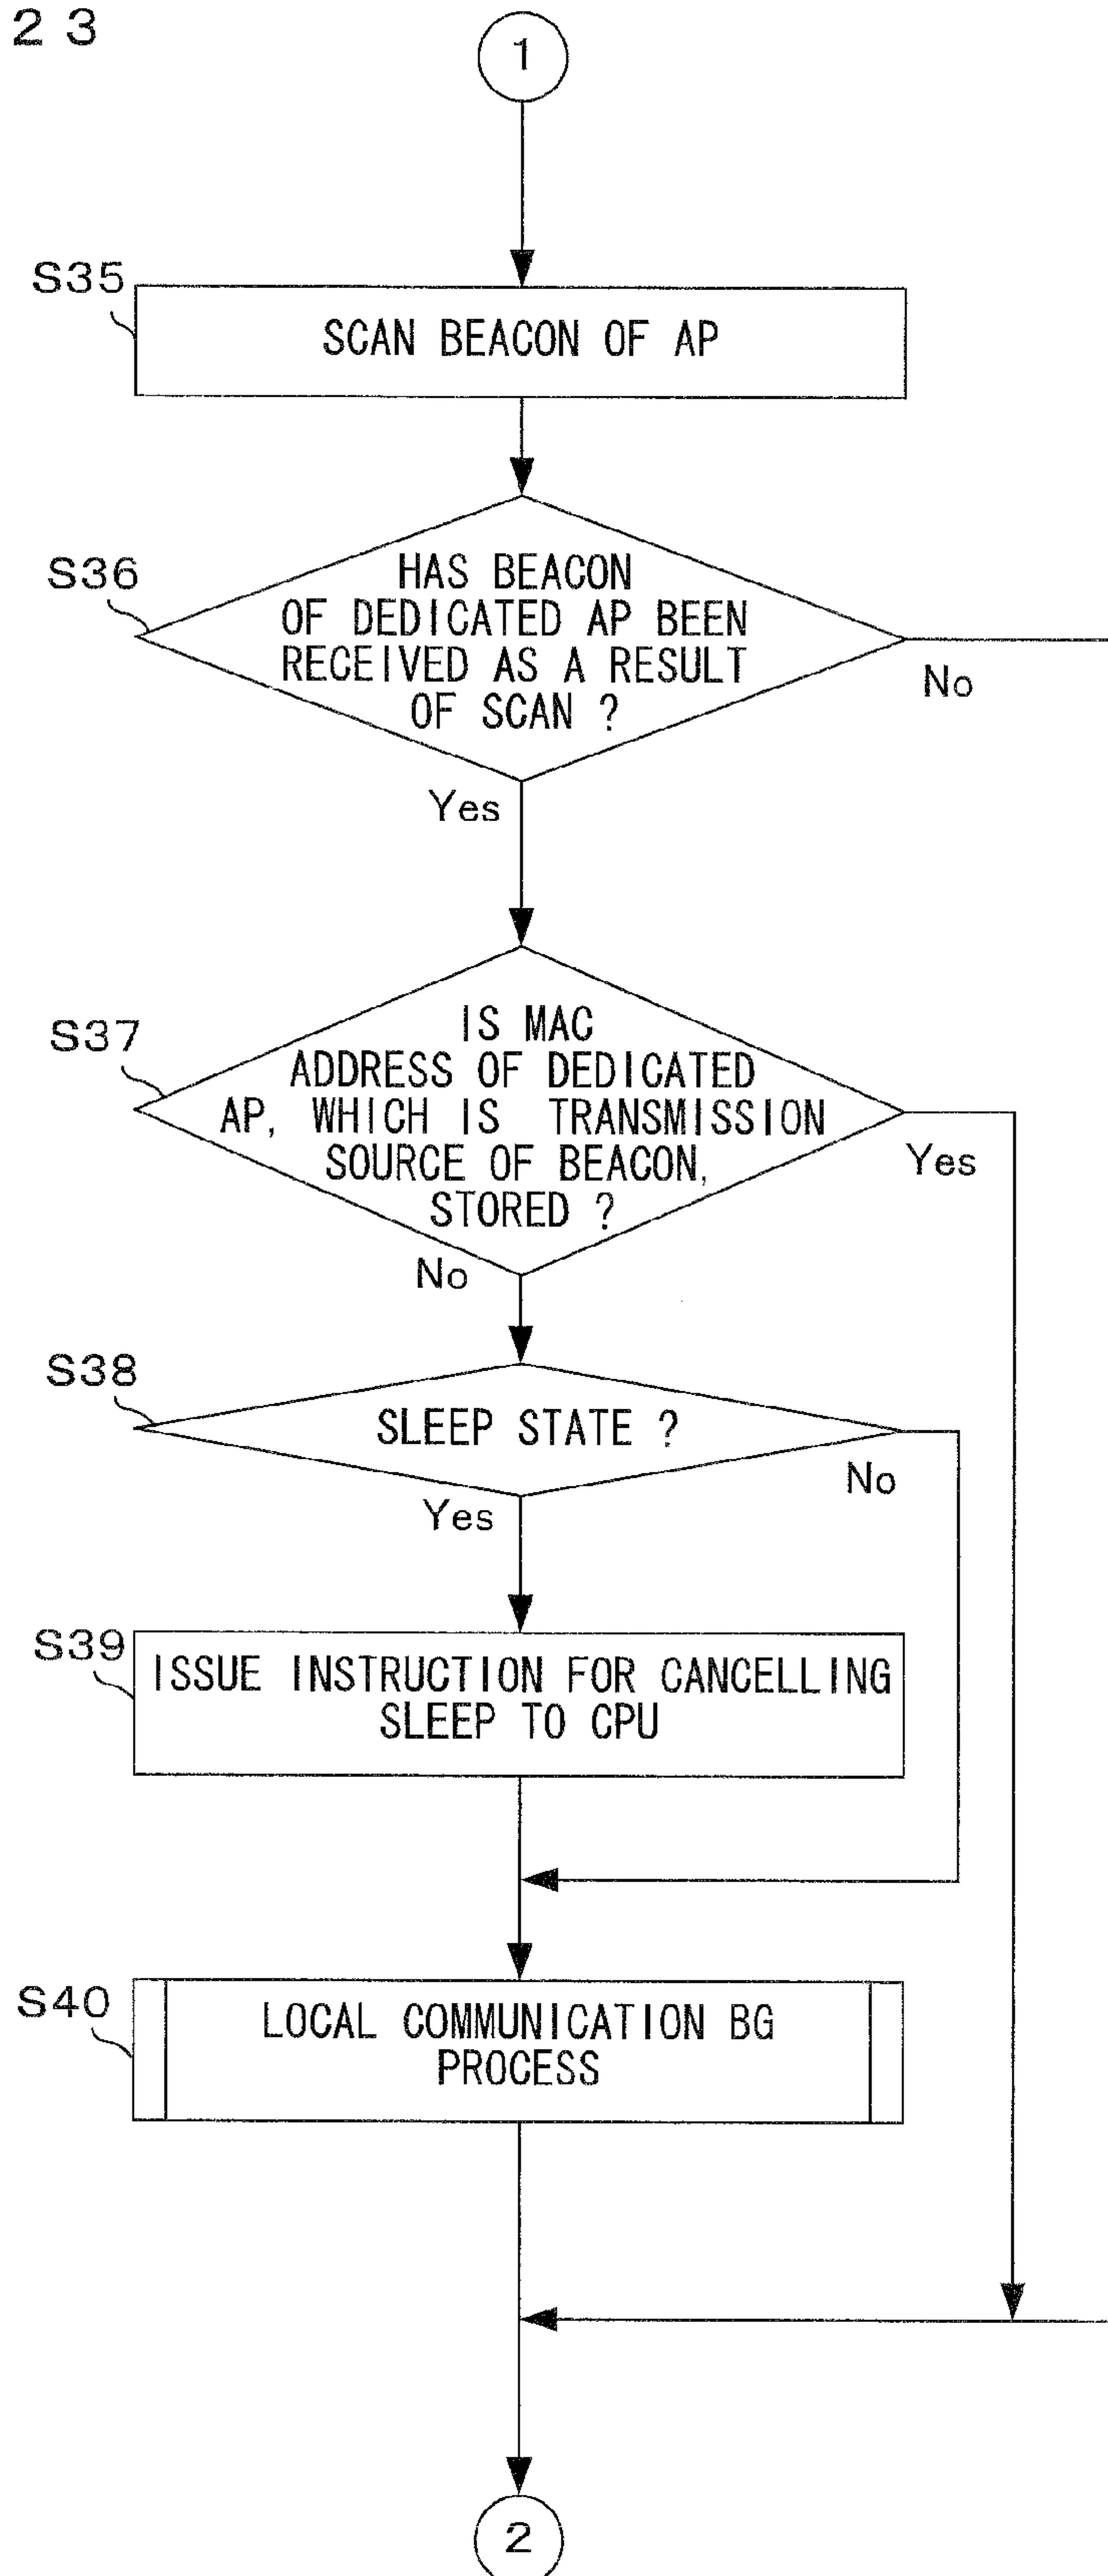 2 3
1
S35
SCAN BEACON OF AP
S36
HAS BEACON
OF DEDICATED AP BEEN
RECEIVED AS A RESULT
OF SCAN ?
No
Yes
S37
IS MAC
ADDRESS OF DEDICATED
AP, WHICH IS TRANSMISSION
SOURCE OF BEACON,
STORED ?
Yes
No
S38
SLEEP STATE ?
No
Yes
S39
ISSUE INSTRUCTION FOR CANCELLING
SLEEP TO CPU
S40
LOCAL COMMUNICATION BG
PROCESS
2